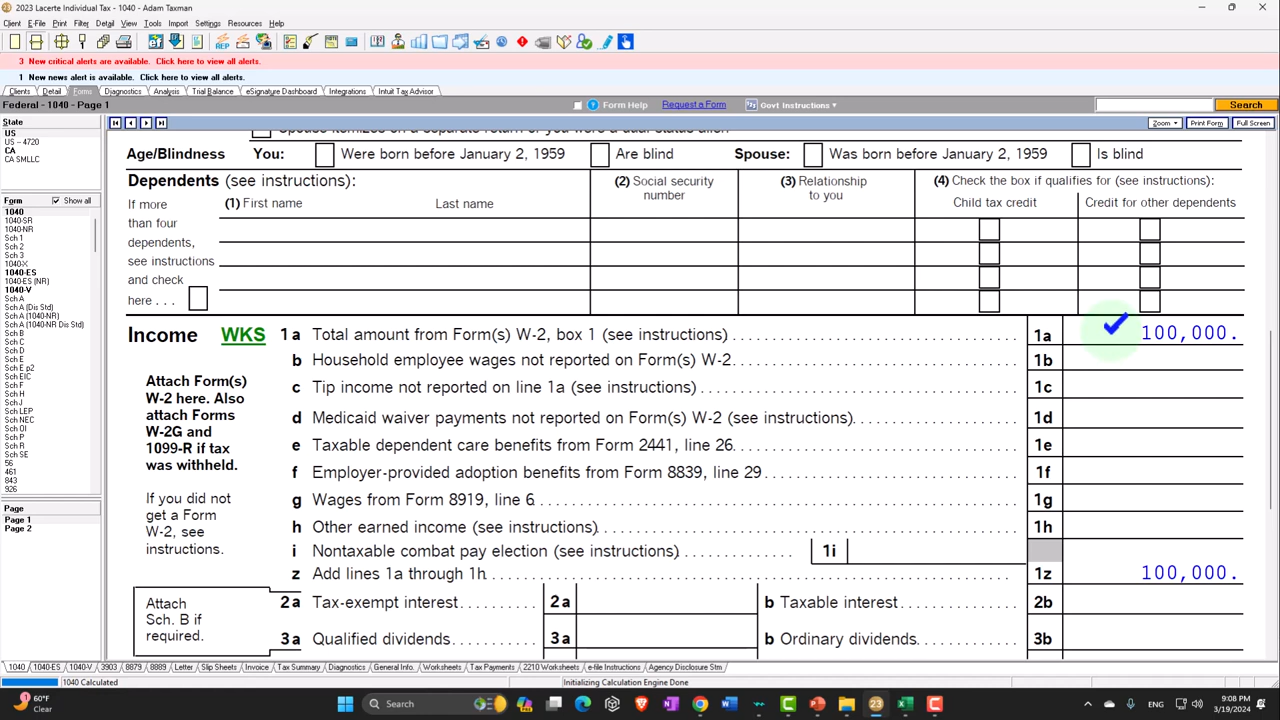 2023 Lacerte Individual Tax - 1040 - Adam Taxman
Client E-File Print Filter Detail View Tools Import Settings Resources Help
3 New critical alerts are available. Click here to view all alerts.
1 New news alert is available. Click here to view all alerts.
Clients Detail Forms Diagnostics Analysis Trial Balance eSignature Dashboard Integrations Intuit Tax Advisor
Federal - 1040 - Page 1 Form Help Request a Form Govt Instructions Search
Zoom Print Form Full Screen
State
US
US – 4720
CA
CA SMLLC
Form Show all
1040
1040-SR
1040-NR
Sch 1
Sch 2
Sch 3
1040-X
1040-ES
1040-ES (NR)
1040-V
Sch A
Sch A (Dis Std)
Sch A (1040-NR)
Sch A (1040-NR Dis Std)
Sch B
Sch C
Sch D
Sch E
Sch E p2
Sch EIC
Sch F
Sch H
Sch J
Sch LEP
Sch NEC
Sch OI
Sch P
Sch R
Sch SE
56
461
843
926
Page
Page 1
Page 2
Spouse itemizes on a separate return or you were a dual status alien
Age/Blindness You: Were born before January 2, 1959 Are blind Spouse: Was born before January 2, 1959 Is blind
Dependents (see instructions):
If more than four dependents, see instructions and check here . . .
(1) First name Last name
(2) Social security number
(3) Relationship to you
(4) Check the box if qualifies for (see instructions):
Child tax credit Credit for other dependents
Income WKS 1a Total amount from Form(s) W-2, box 1 (see instructions) 1a 100,000.
b Household employee wages not reported on Form(s) W-2 1b
c Tip income not reported on line 1a (see instructions) 1c
d Medicaid waiver payments not reported on Form(s) W-2 (see instructions) 1d
e Taxable dependent care benefits from Form 2441, line 26 1e
f Employer-provided adoption benefits from Form 8839, line 29 1f
g Wages from Form 8919, line 6 1g
h Other earned income (see instructions) 1h
i Nontaxable combat pay election (see instructions) 1i
z Add lines 1a through 1h 1z 100,000.
Attach Form(s)
W-2 here. Also
attach Forms
W-2G and
1099-R if tax
was withheld.
If you did not
get a Form
W-2, see
instructions.
Attach
Sch. B if
required.
2a Tax-exempt interest 2a b Taxable interest 2b
3a Qualified dividends 3a b Ordinary dividends 3b
1040 1040-ES 1040-V 3903 8879 8889 Letter Slip Sheets Invoice Tax Summary Diagnostics General Info. Worksheets Tax Payments 2210 Worksheets e-file Instructions Agency Disclosure Stm
1040 Calculated Initializing Calculation Engine Done
60°F
Clear
Search
ENG
9:08 PM
3/19/2024